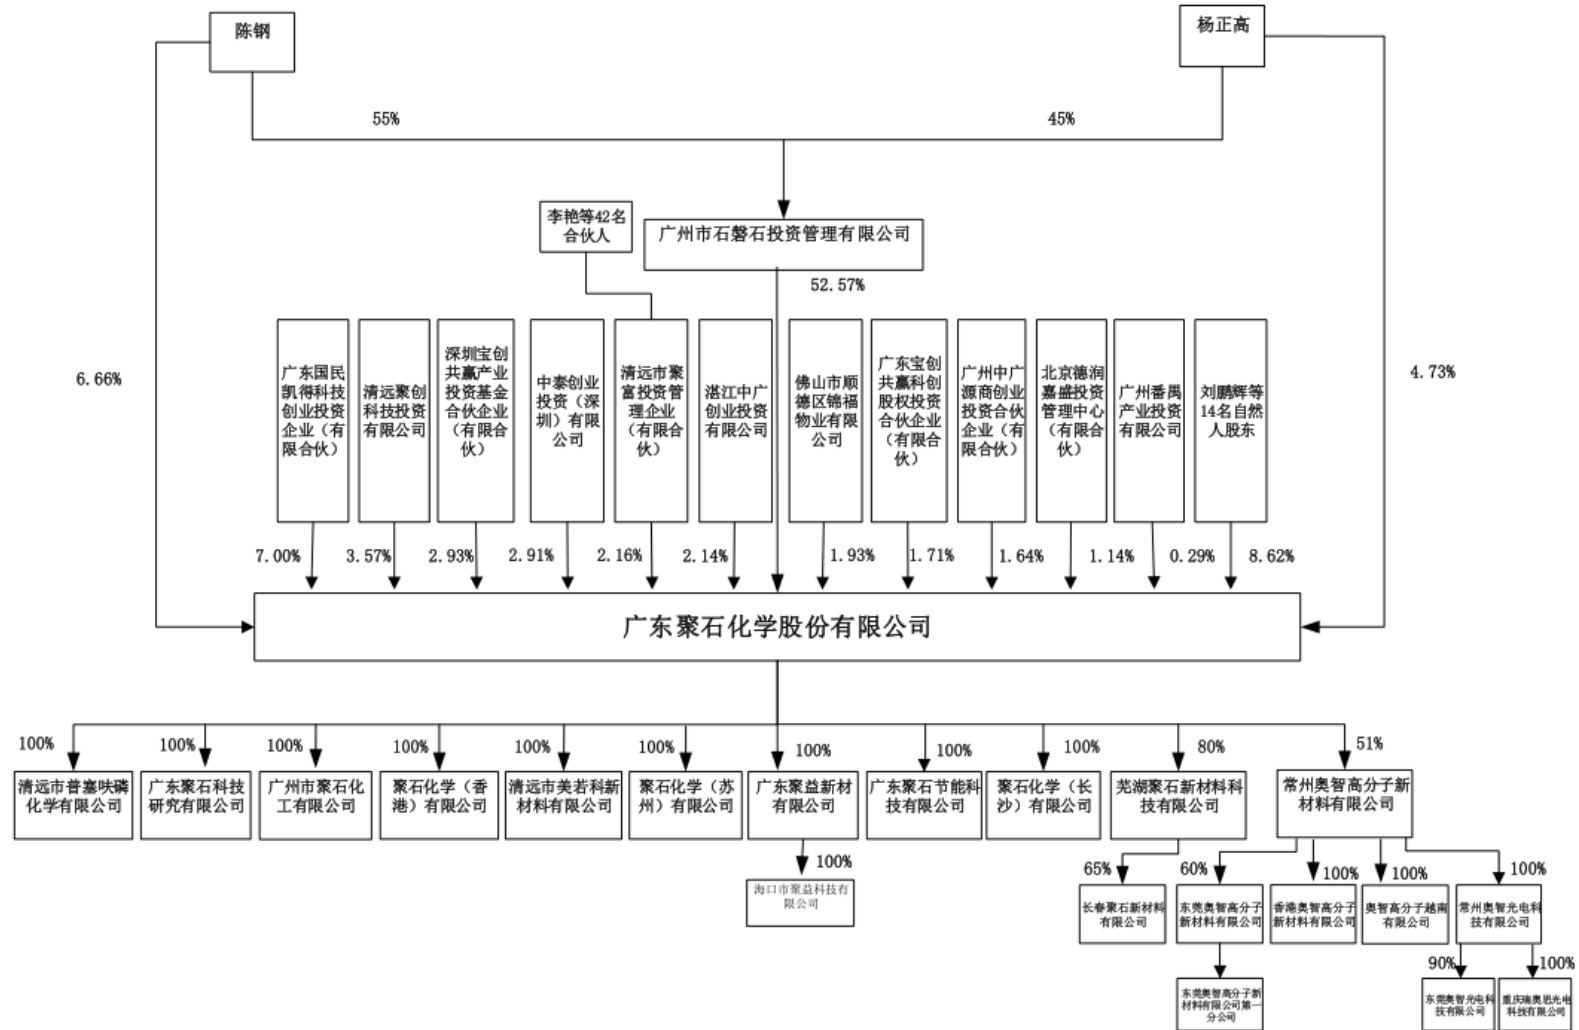 陈钢
杨正高
55%
45%
李艳等42名
合伙人
广州市石磐石投资管理有限公司
52.57%
6.66%
4.73%
广东国民
凯得科技
创业投资
企业（有
限合伙）
清远聚创
科技投资
有限公司
深圳宝创
共赢产业
投资基金
合伙企业
（有限合
伙）
中泰创业
投资（深
圳）有限
公司
清远市聚
富投资管
理企业
（有限合
伙）
湛江中广
创业投资
有限公司
佛山市顺
德区锦福
物业有限
公司
广东宝创
共赢科创
股权投资
合伙企业
（有限合
伙）
广州中广
源商创业
投资合伙
企业（有
限合伙）
北京德润
嘉盛投资
管理中心
（有限合
伙）
广州番禺
产业投资
有限公司
刘鹏辉等
14名自然
人股东
7.00%
3.57%
2.93%
2.91%
2.16%
2.14%
1.93%
1.71%
1.64%
1.14%
0.29%
8.62%
广东聚石化学股份有限公司
100%
100%
100%
100%
100%
100%
100%
100%
100%
80%
51%
清远市普塞呋磷
化学有限公司
广东聚石科技
研究有限公司
广州市聚石化
工有限公司
聚石化学（香
港）有限公司
清远市美若科新
材料有限公司
聚石化学（苏
州）有限公司
广东聚益新材
有限公司
广东聚石节能科
技有限公司
聚石化学（长
沙）有限公司
芜湖聚石新材料科
技有限公司
常州奥智高分子新
材料有限公司
100%
65%
60%
100%
100%
100%
海口市聚益科技有
限公司
长春聚石新材料
有限公司
东莞奥智高分子
新材料有限公司
香港奥智高分子
新材料有限公司
奥智高分子越南
有限公司
常州奥智光电科
技有限公司
90%
100%
东莞奥智高分子新
材料有限公司第一
分公司
东莞奥智光电科
技有限公司
重庆瑞奥思光电
科技有限公司